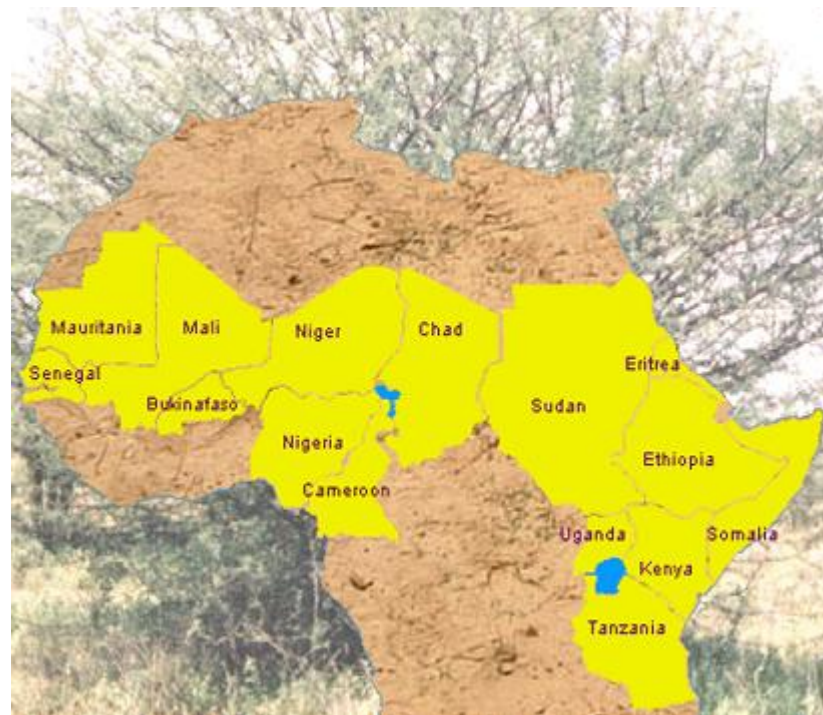 Mauritania
Mali
Niger
Chad
Senegal
Bukinafaso
Eritrea
Sudan
Nigeria
Ethiopia
Cameroon
Uganda
Somalia
Kenya
Tanzania